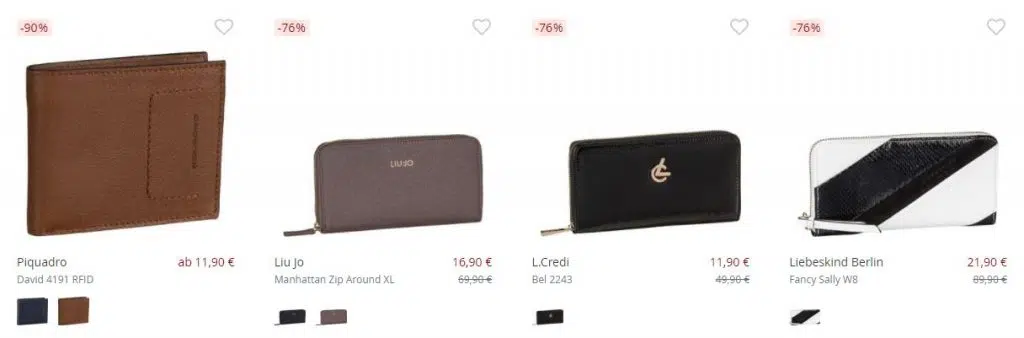 -90%
Piquadro ab 11,90 €
David 4191 RFID
-76%
LIU·JO
Liu Jo 16,90 €
Manhattan Zip Around XL 69,90 €
-76%
L.Credi 11,90 €
Bel 2243 49,90 €
-76%
Liebeskind Berlin 21,90 €
Fancy Sally W8 89,90 €